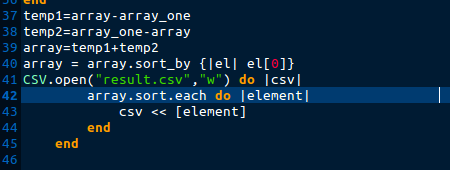 36 end
37 temp1=array-array_one
38 temp2=array_one-array
39 array=temp1+temp2
40 array = array.sort_by {|el| el[0]}
41 CSV.open("result.csv","w") do |csv|
42         array.sort.each do |element|
43             csv << [element]
44         end
45     end
46